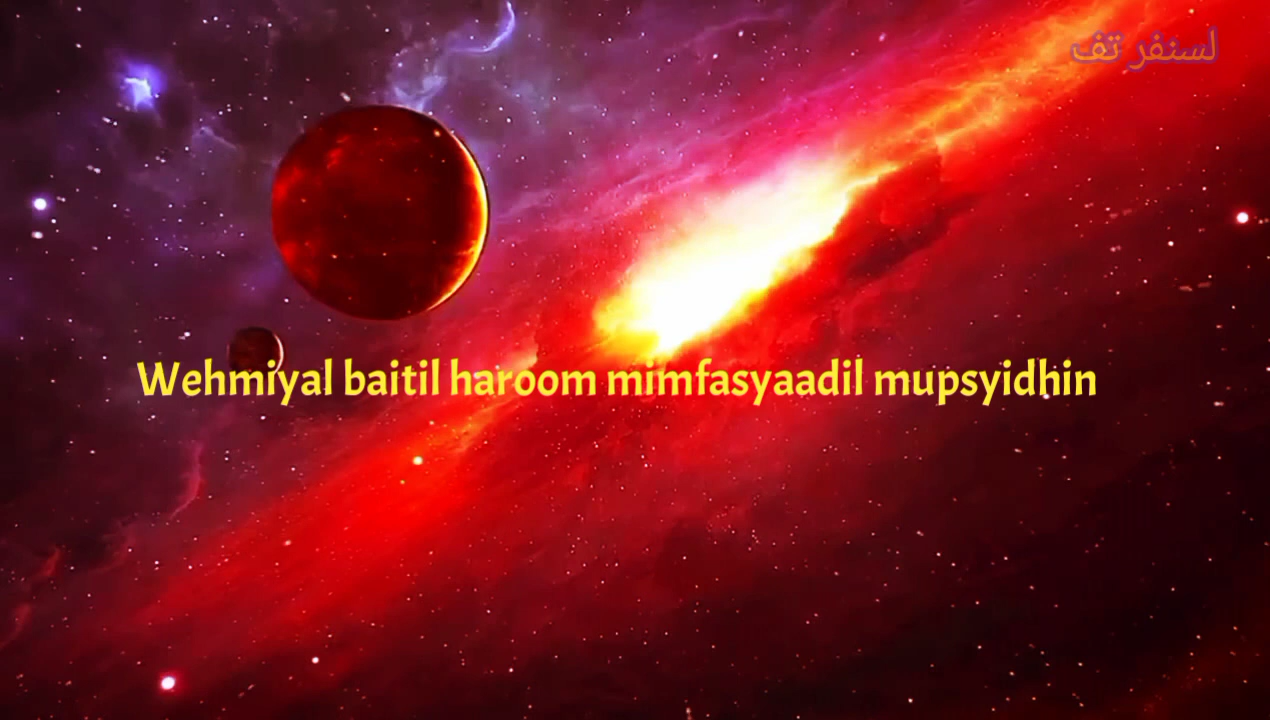 لسنفر تف
Wehmiyal baitil haroom mimfasyaadil mupsyidhin